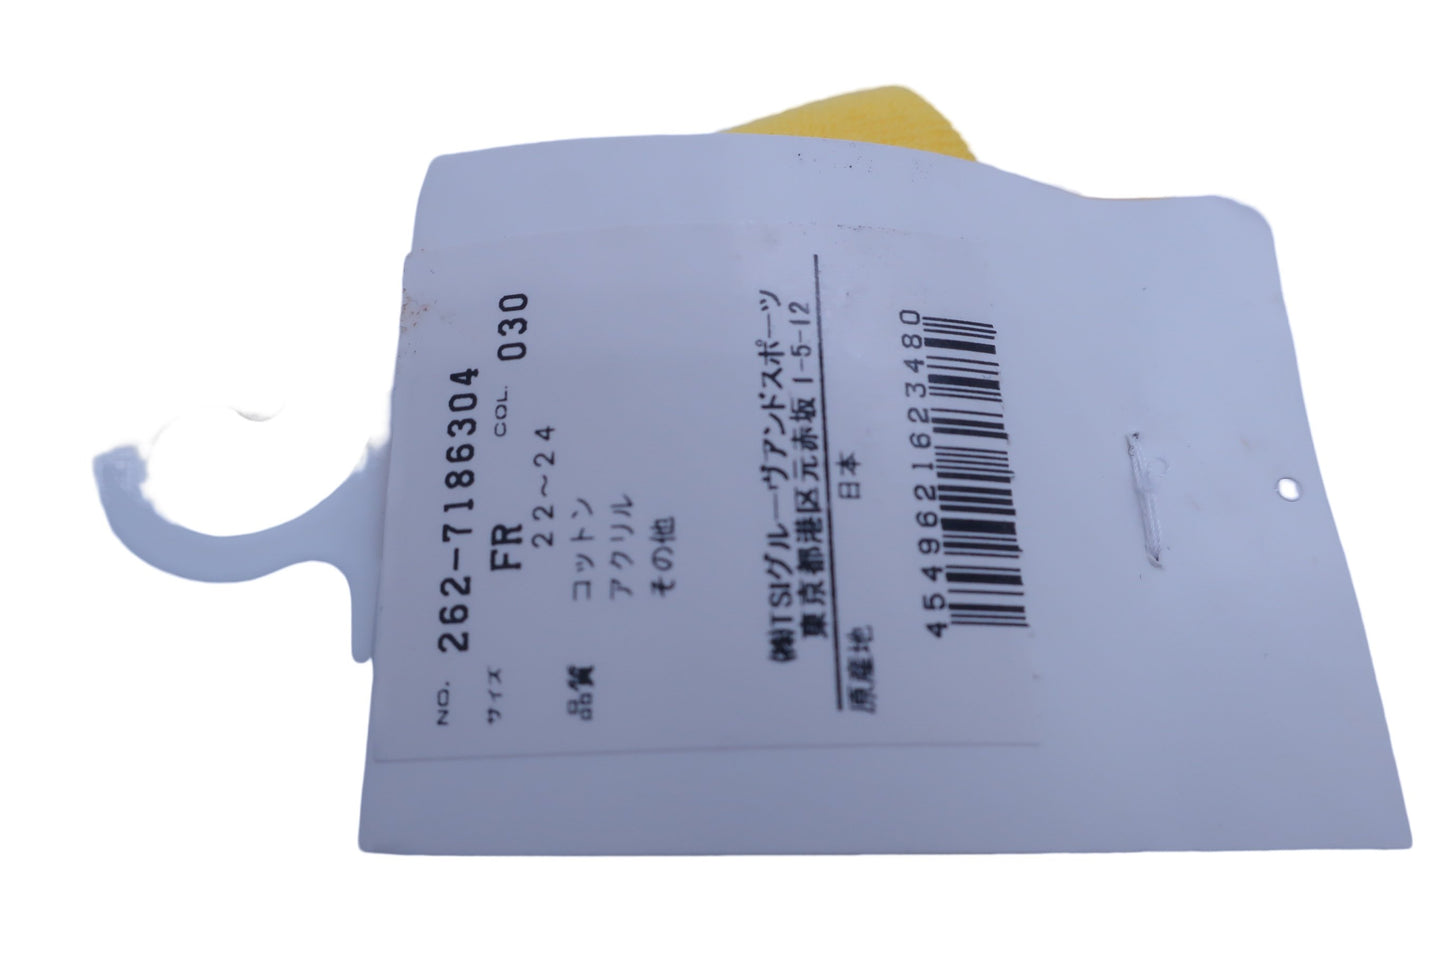 NO. 262-7186304
サイズ FR COL. 030
22～24
品質 コットン
アクリル
その他
㈱TSIグルーヴアンドスポーツ
東京都港区元赤坂1-5-12
原産地 日本
4549621623480